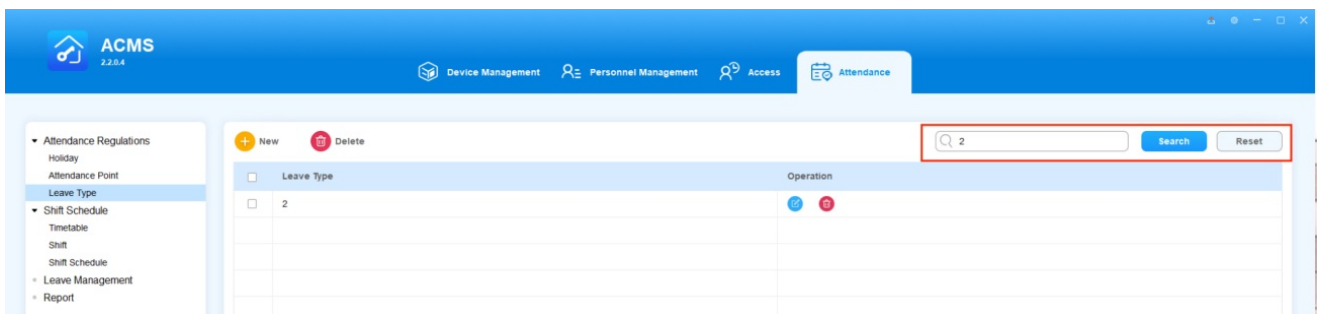 ACMS
2.2.0.4
Device Management Personnel Management Access Attendance
Attendance Regulations
Holiday
Attendance Point
Leave Type
Shift Schedule
Timetable
Shift
Shift Schedule
Leave Management
Report
New Delete 2 Search Reset
Leave Type Operation
2